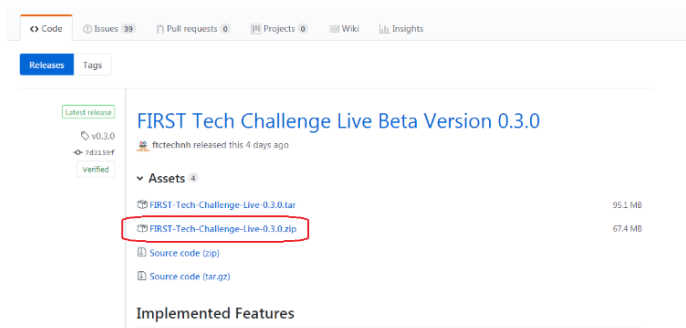 Code Issues 39 Pull requests 0 Projects 0 Wiki Insights
Releases Tags
Latest release
v0.3.0
7d3159f
Verified
FIRST Tech Challenge Live Beta Version 0.3.0
ftctechnh released this 4 days ago
Assets 4
FIRST-Tech-Challenge-Live-0.3.0.tar 95.1 MB
FIRST-Tech-Challenge-Live-0.3.0.zip 67.4 MB
Source code (zip)
Source code (tar.gz)
Implemented Features